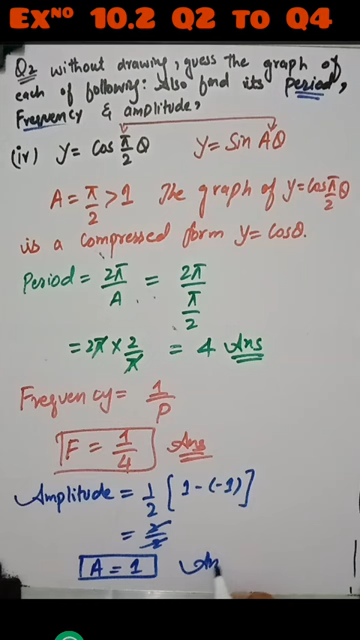 Exᴺᴼ 10.2 Q2 TO Q4
Q2 without drawing, guess the graph of
each of following: Also find its Period,
Frequency & amplitude,
(iv) y = Cos π/2 θ y = Sin Aθ
A = π/2 > 1 The graph of y = Cos π/2 θ
is a Compressed form y = Cosθ.
Period = 2π/A = 2π/(π/2)
= 2π × 2/π = 4 Ans
Frequency = 1/P
F = 1/4 Ans
Amplitude = 1/2 [1-(-1)]
= 2/2
A = 1 An